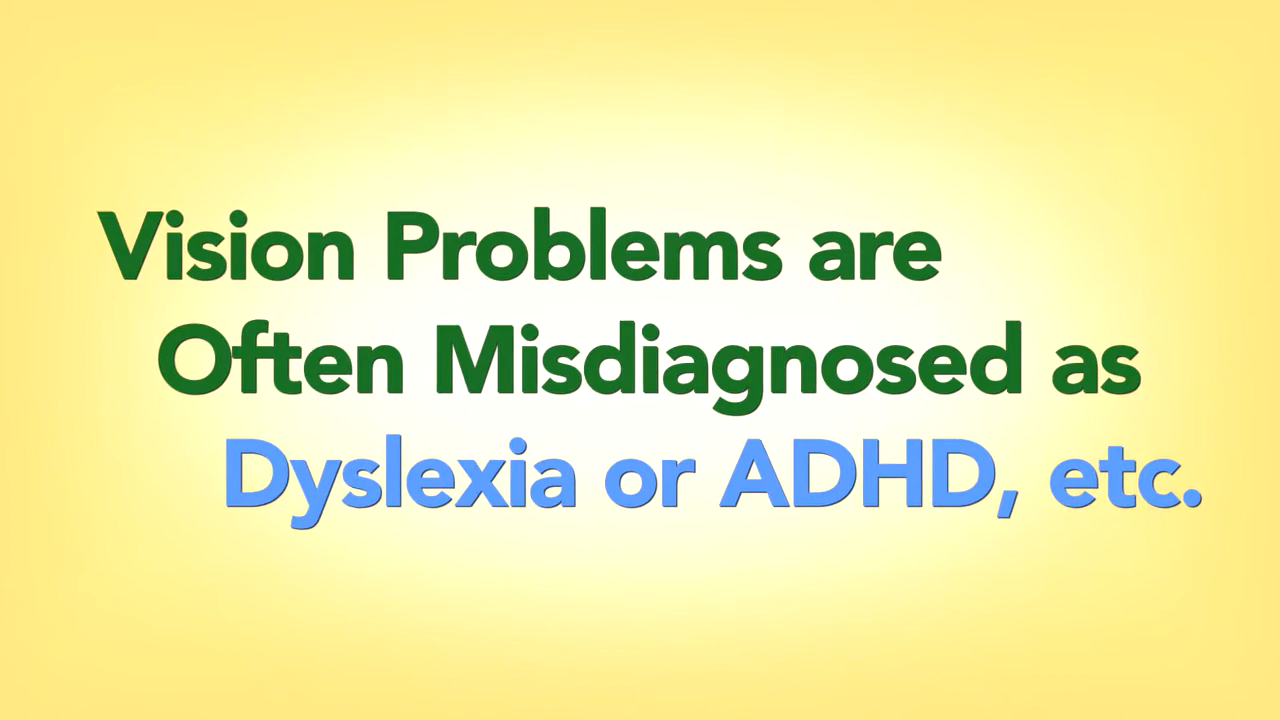 Vision Problems are
Often Misdiagnosed as
Dyslexia or ADHD, etc.